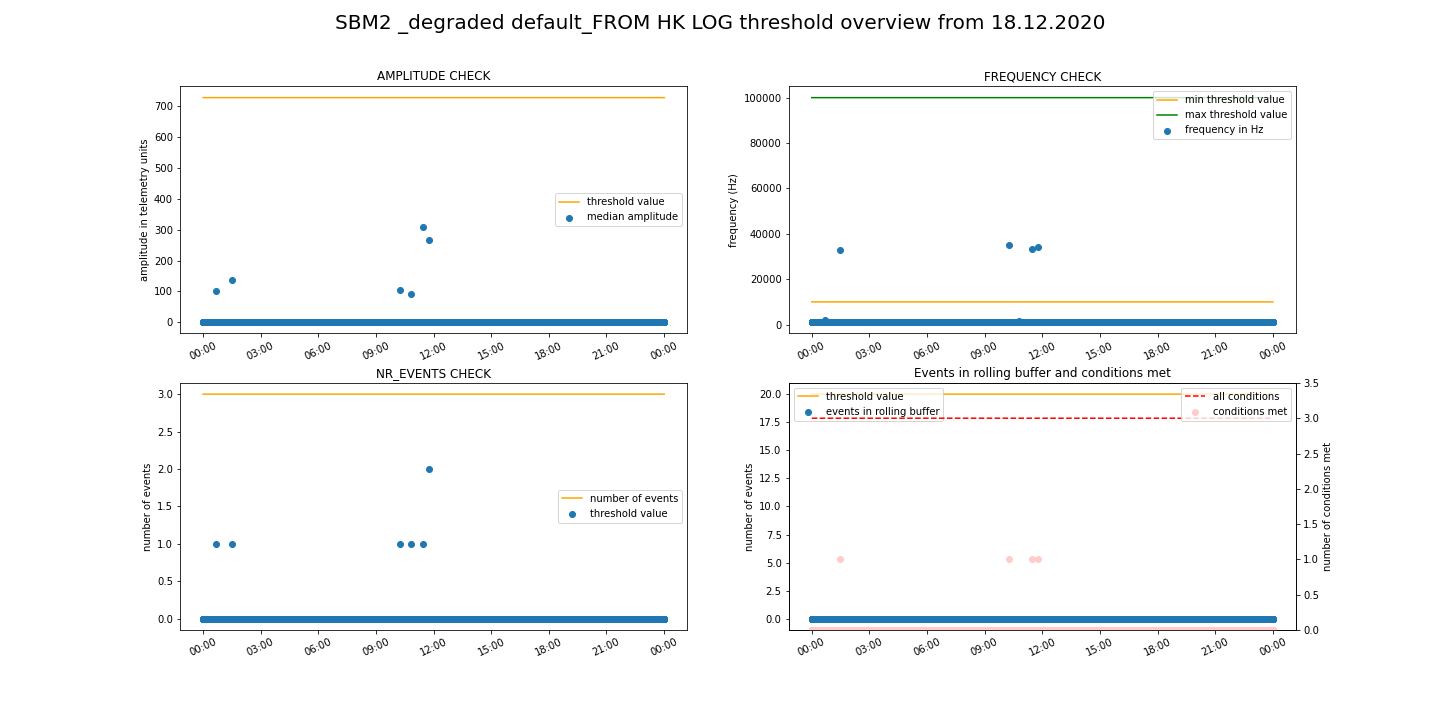 SBM2 _degraded default_FROM HK LOG threshold overview from 18.12.2020
AMPLITUDE CHECK
amplitude in telemetry units
700
600
500
400
300
200
100
0
threshold value
median amplitude
00:00 03:00 06:00 09:00 12:00 15:00 18:00 21:00 00:00
FREQUENCY CHECK
frequency (Hz)
100000
80000
60000
40000
20000
0
min threshold value
max threshold value
frequency in Hz
00:00 03:00 06:00 09:00 12:00 15:00 18:00 21:00 00:00
NR_EVENTS CHECK
number of events
3.0
2.5
2.0
1.5
1.0
0.5
0.0
number of events
threshold value
00:00 03:00 06:00 09:00 12:00 15:00 18:00 21:00 00:00
Events in rolling buffer and conditions met
number of events
20.0
17.5
15.0
12.5
10.0
7.5
5.0
2.5
0.0
threshold value
events in rolling buffer
all conditions
conditions met
3.5
3.0
2.5
2.0
1.5
1.0
0.5
0.0
number of conditions met
00:00 03:00 06:00 09:00 12:00 15:00 18:00 21:00 00:00